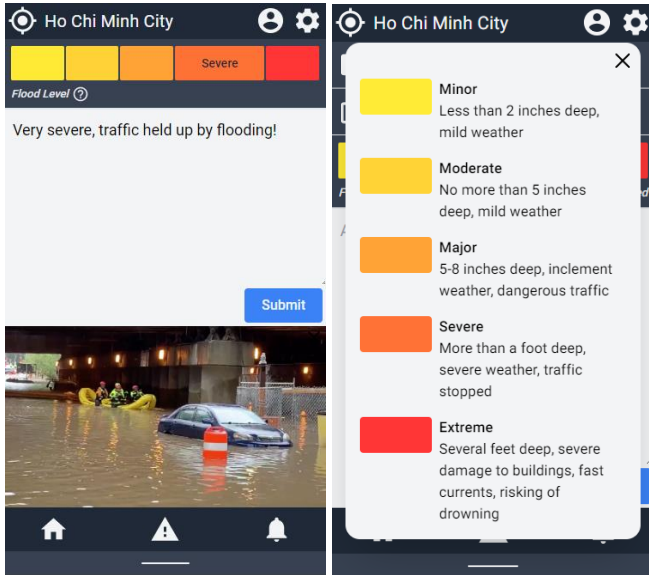 Ho Chi Minh City
Severe
Flood Level ?
Very severe, traffic held up by flooding!
Submit
Ho Chi Minh City
Minor
Less than 2 inches deep,
mild weather
Moderate
No more than 5 inches
deep, mild weather
Major
5-8 inches deep, inclement
weather, dangerous traffic
Severe
More than a foot deep,
severe weather, traffic
stopped
Extreme
Several feet deep, severe
damage to buildings, fast
currents, risking of
drowning